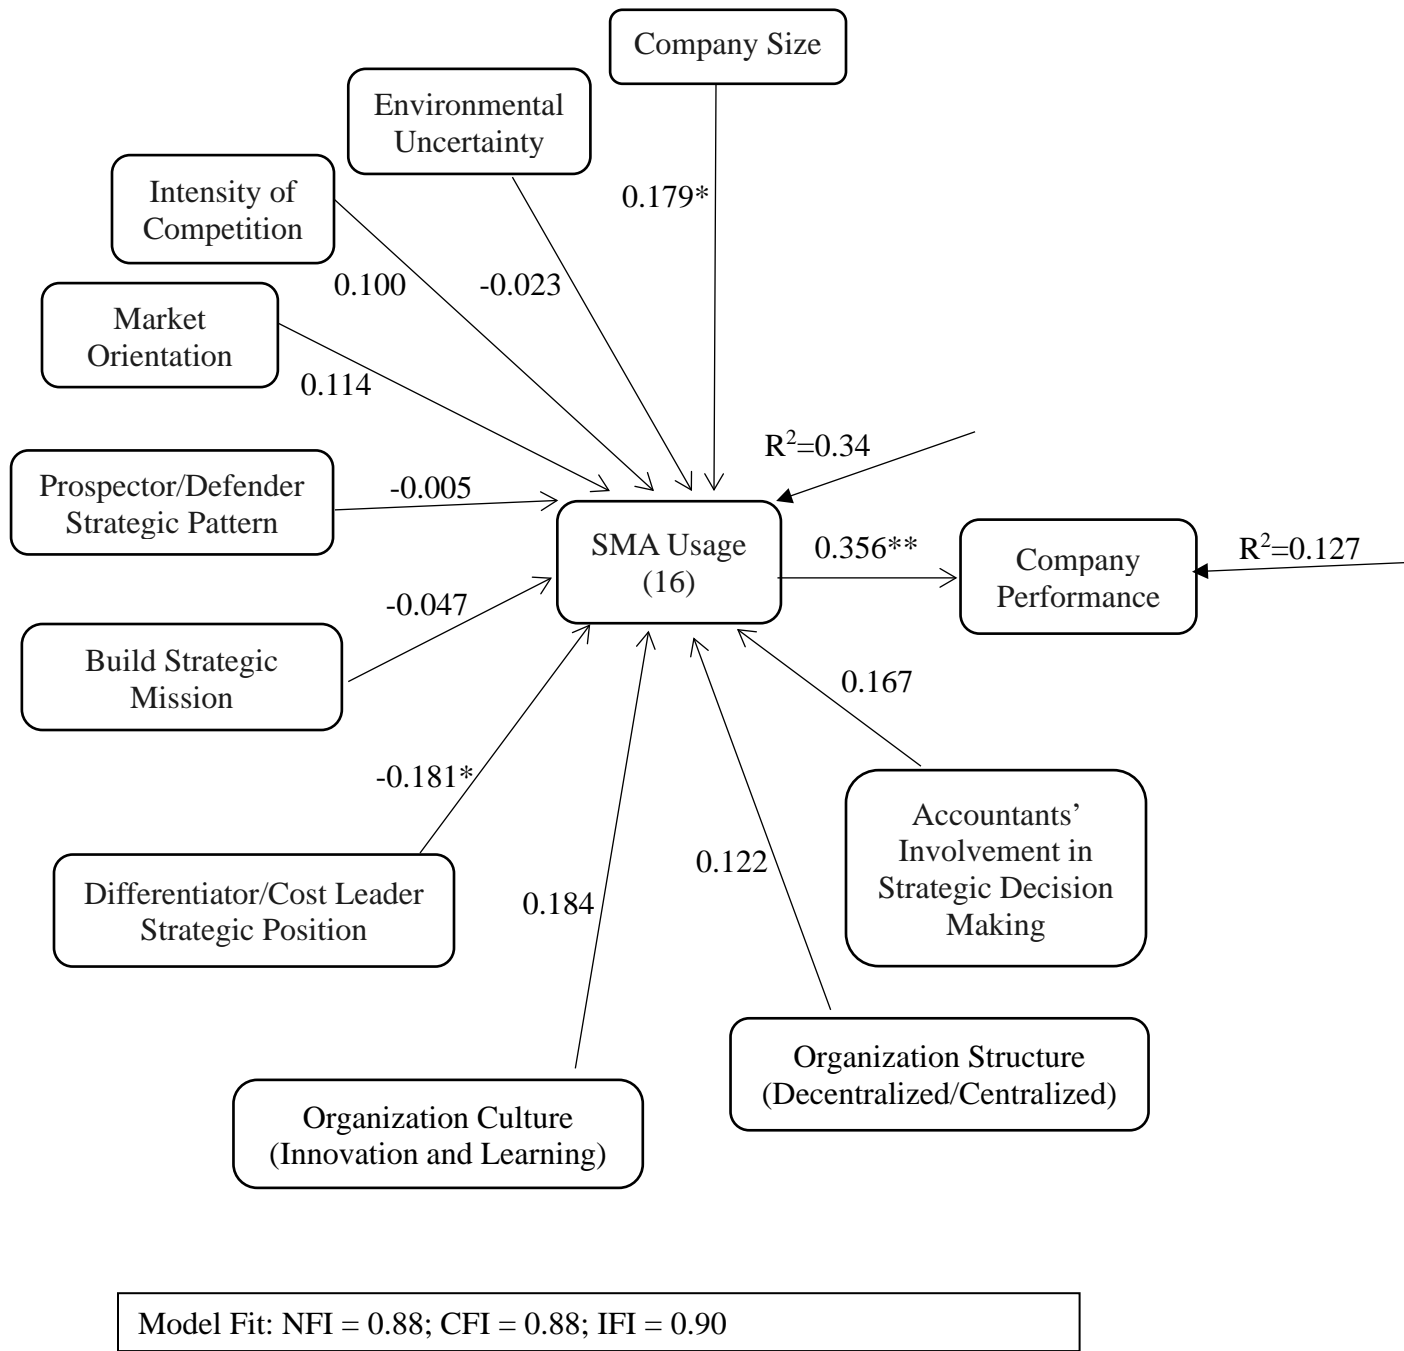 Company Size
Environmental
Uncertainty
0.179*
Intensity of
Competition
0.100
-0.023
Market
Orientation
0.114
R²=0.34
Prospector/Defender
Strategic Pattern
-0.005
SMA Usage
(16)
0.356**
Company
Performance
R²=0.127
-0.047
Build Strategic
Mission
0.167
-0.181*
Accountants’
Involvement in
Strategic Decision
Making
Differentiator/Cost Leader
Strategic Position
0.184
0.122
Organization Structure
(Decentralized/Centralized)
Organization Culture
(Innovation and Learning)
Model Fit: NFI = 0.88; CFI = 0.88; IFI = 0.90